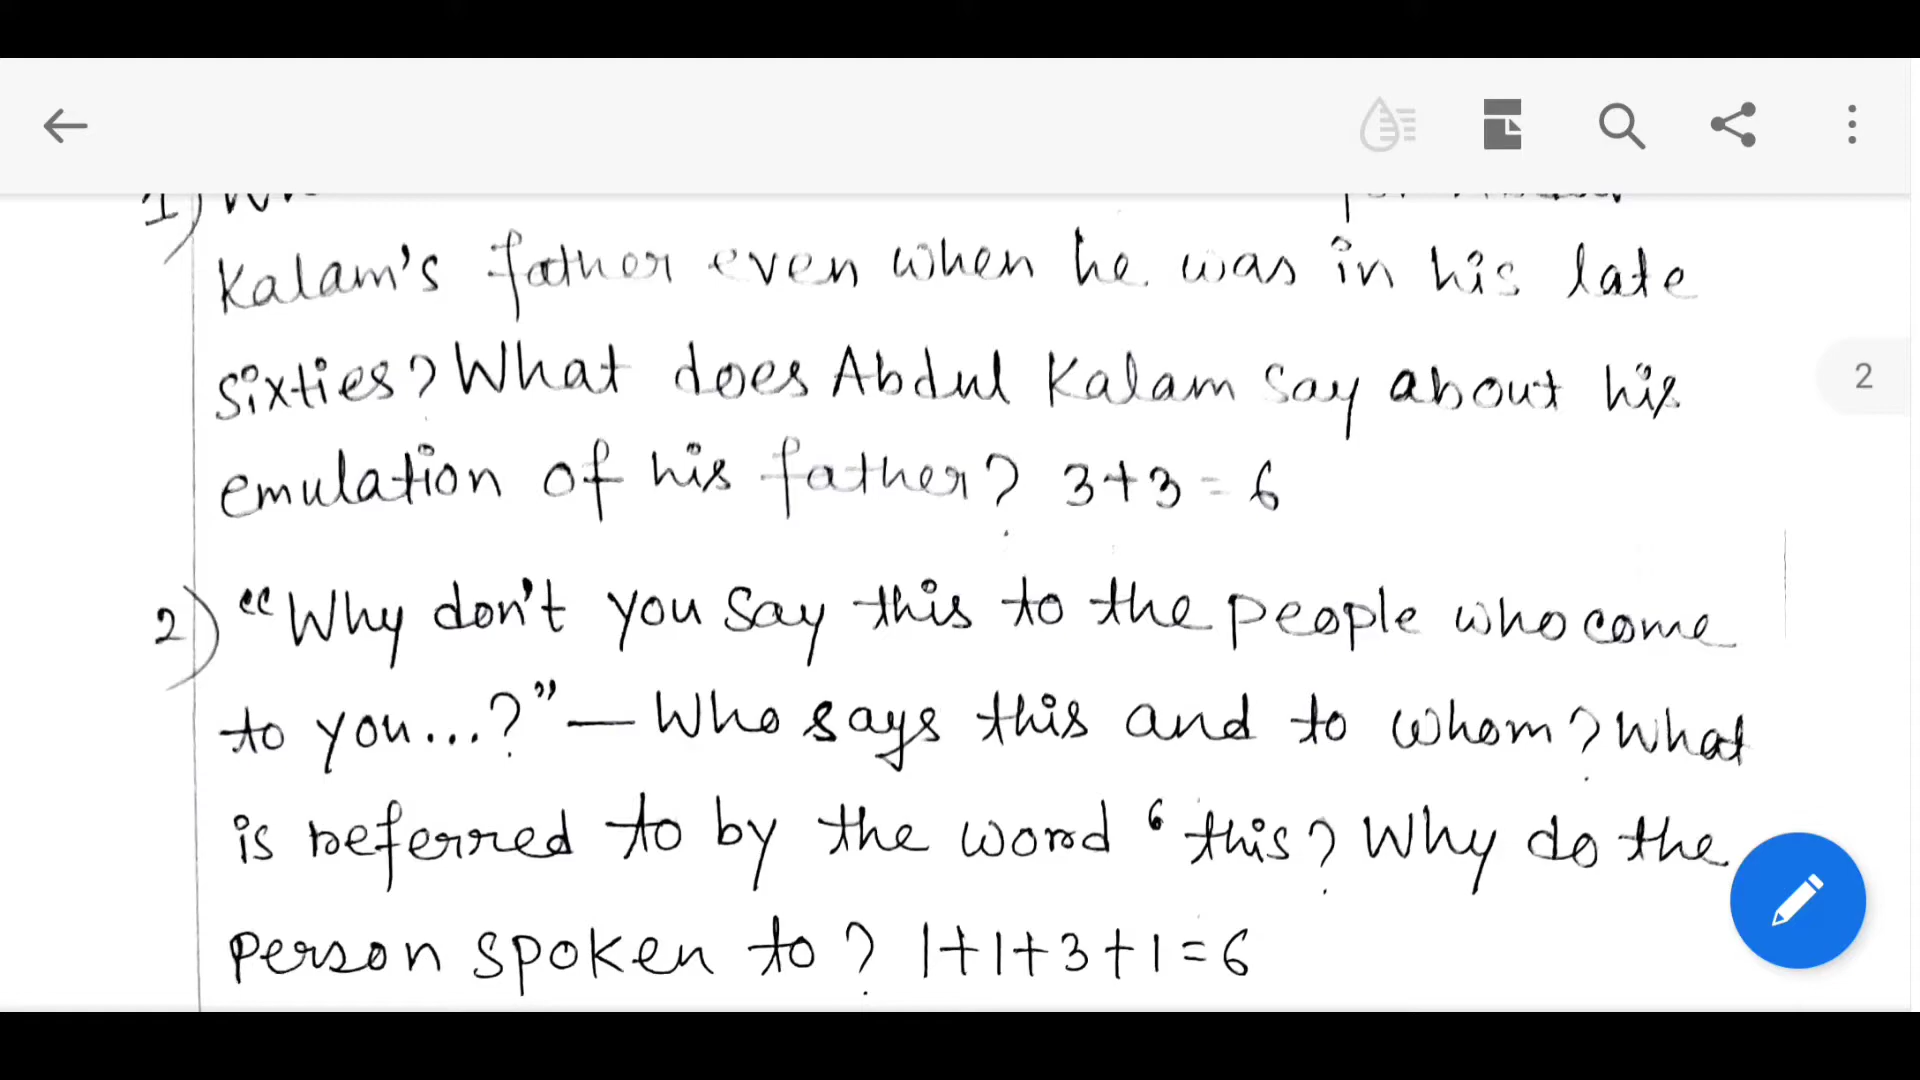 1)
Kalam's father even when he was in his late
2
sixties? What does Abdul Kalam say about his
emulation of his father? 3+3=6
2) "Why don't you say this to the people who come
to you...?" — Who says this and to whom? What
is referred to by the word 'this? Why do the
person spoken to? 1+1+3+1=6